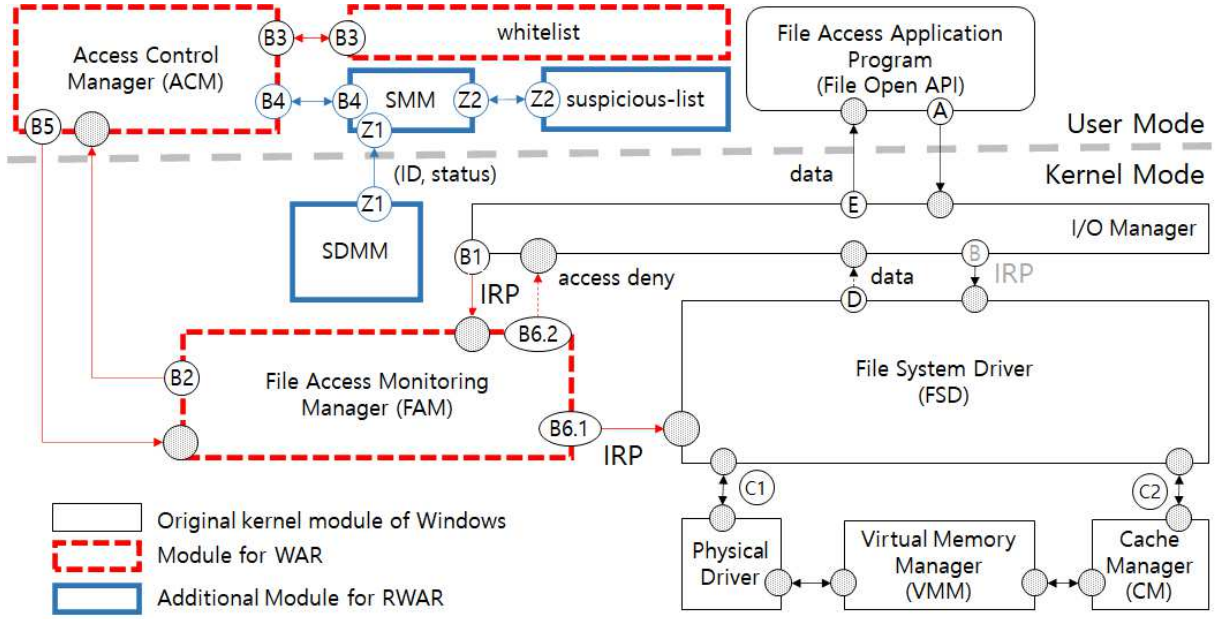 Access Control
Manager (ACM)
B3
B3
whitelist
B4
B4
SMM
Z2
Z2
suspicious-list
Z1
B5
File Access Application
Program
(File Open API)
A
User Mode
Kernel Mode
(ID, status)
data
Z1
SDMM
E
I/O Manager
B1
access deny
data
B
IRP
IRP
D
B6.2
B2
File Access Monitoring
Manager (FAM)
B6.1
IRP
File System Driver
(FSD)
C1
C2
Physical
Driver
Virtual Memory
Manager
(VMM)
Cache
Manager
(CM)
Original kernel module of Windows
Module for WAR
Additional Module for RWAR